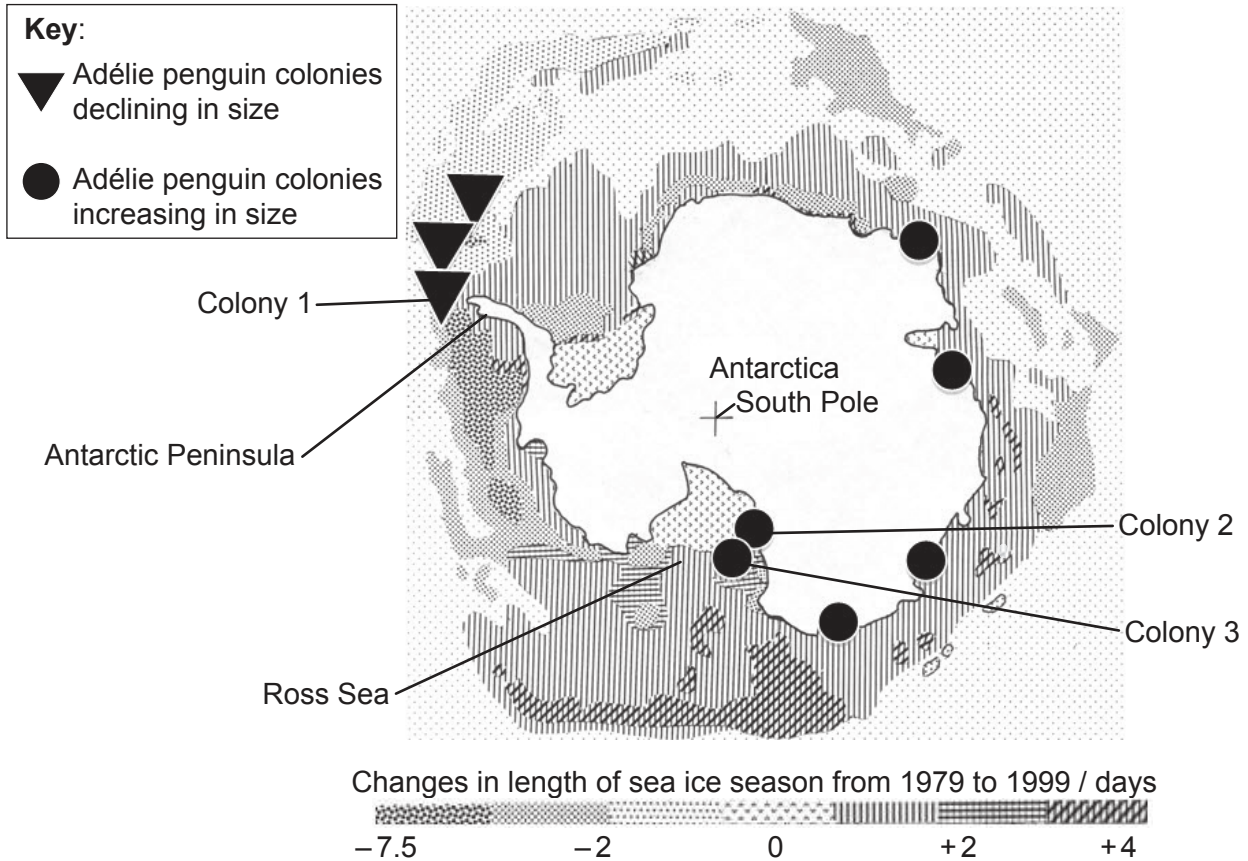 Key:
Adélie penguin colonies
declining in size
Adélie penguin colonies
increasing in size
Colony 1
Antarctica
South Pole
Antarctic Peninsula
Colony 2
Colony 3
Ross Sea
Changes in length of sea ice season from 1979 to 1999 / days
–7.5 –2 0 +2 +4